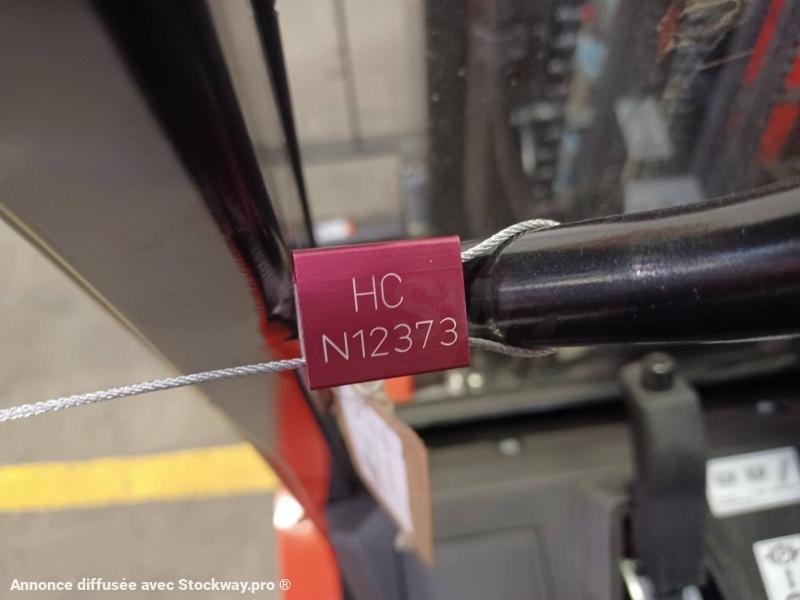 HC
N12373
Annonce diffusée avec Stockway.pro ®